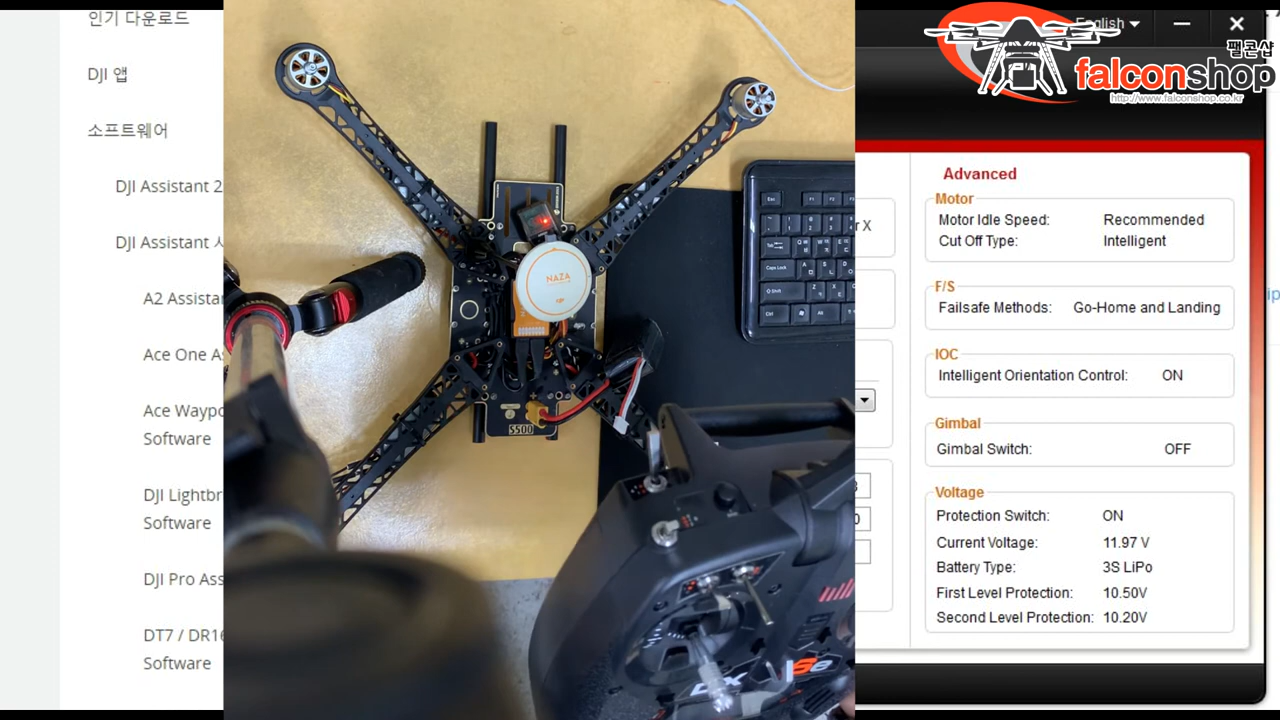 인기 다운로드
DJI 앱
소프트웨어
DJI Assistant 2
DJI Assistant
A2 Assistan
Ace One As
Ace Waypo
Software
DJI Lightbr
Software
DJI Pro Ass
DT7 / DR16
Software
NAZA
S500
DX
S8
English
팰콘샵
falconshop
http://www.falconshop.co.kr
Advanced
Motor
Motor Idle Speed: Recommended
Cut Off Type: Intelligent
r X
F/S
Failsafe Methods: Go-Home and Landing
IOC
Intelligent Orientation Control: ON
Gimbal
Gimbal Switch: OFF
Voltage
Protection Switch: ON
Current Voltage: 11.97 V
Battery Type: 3S LiPo
First Level Protection: 10.50V
Second Level Protection: 10.20V